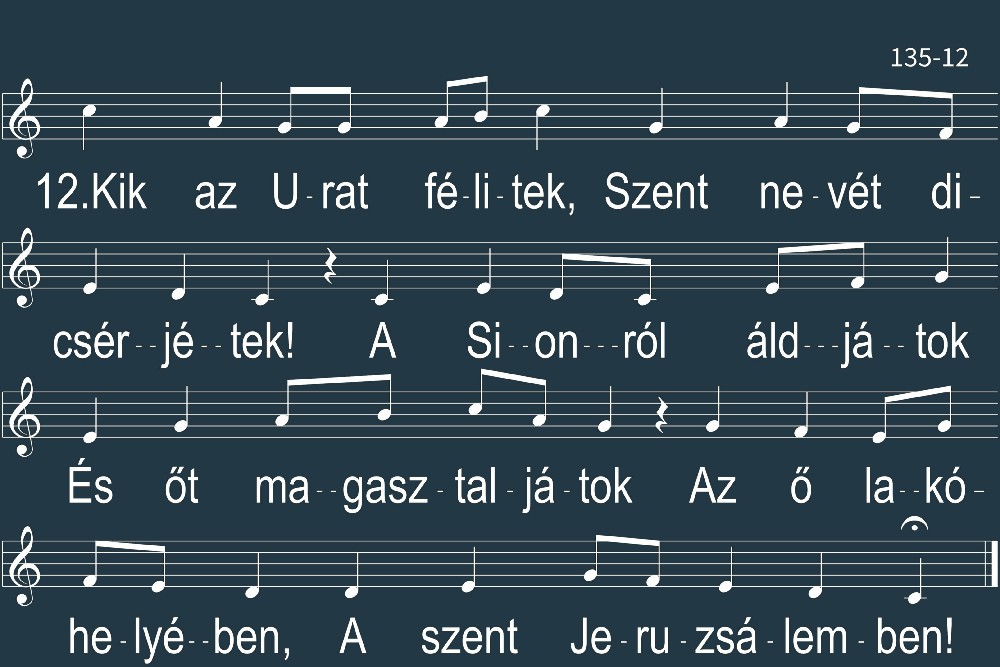 135-12
12.Kik az U-rat fé-li-tek, Szent ne-vét di-
csér--jé--tek! A Si--on---ról áld---já--tok
És őt ma--gasz-tal-já-tok Az ő la--kó-
he-lyé--ben, A szent Je-ru-zsá-lem-ben!